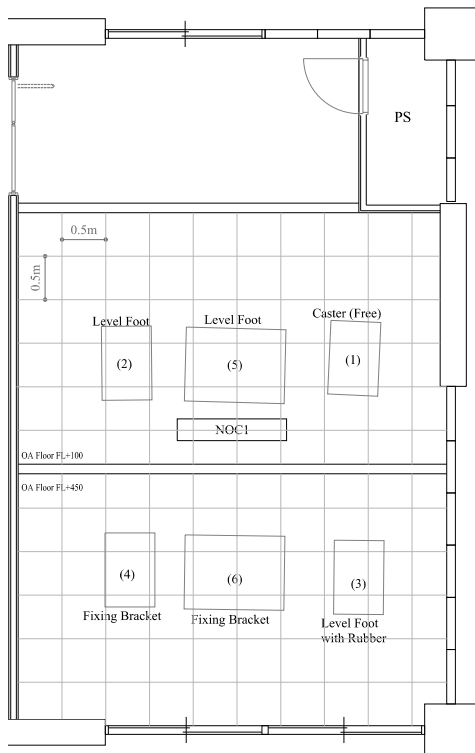 PS
0.5m
0.5m
Level Foot
Level Foot
Caster (Free)
(2)
(5)
(1)
NOC1
OA Floor FL+100
OA Floor FL+450
(4)
(6)
(3)
Fixing Bracket
Fixing Bracket
Level Foot
with Rubber